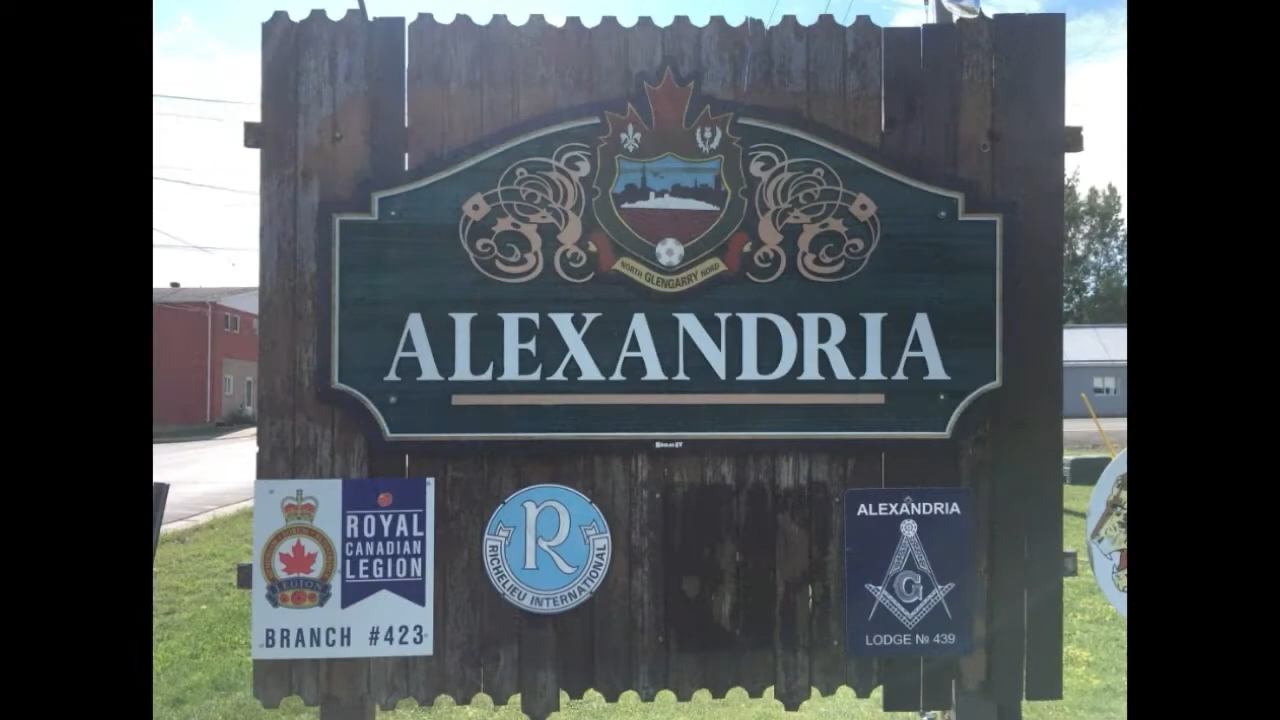 NORTH GLENGARRY NORD
ALEXANDRIA
ROYAL
CANADIAN
LEGION
LEGION
BRANCH #423
R
RICHELIEU INTERNATIONAL
ALEXANDRIA
G
LODGE № 439